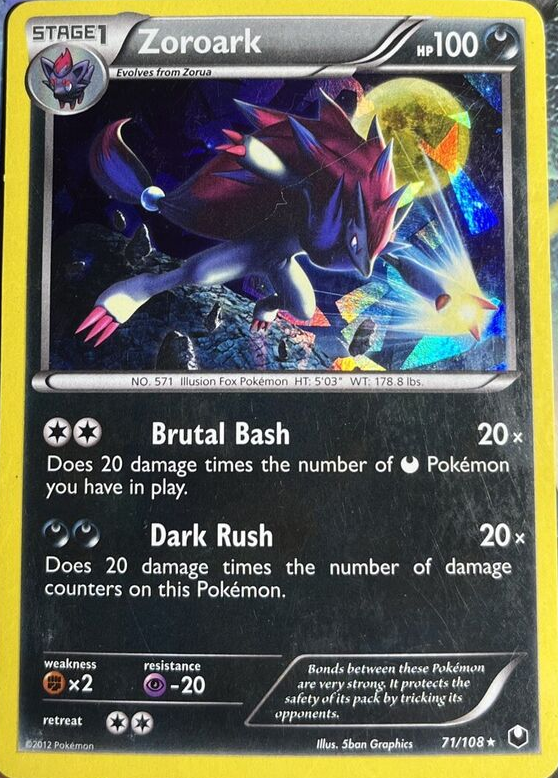 STAGE1
Zoroark
HP100
Evolves from Zorua
NO. 571 Illusion Fox Pokémon HT: 5'03" WT: 178.8 lbs.
Brutal Bash 20×
Does 20 damage times the number of Pokémon
you have in play.
Dark Rush 20×
Does 20 damage times the number of damage
counters on this Pokémon.
weakness resistance
×2 -20
retreat
Bonds between these Pokémon
are very strong. It protects the
safety of its pack by tricking its
opponents.
©2012 Pokémon Illus. 5ban Graphics 71/108★